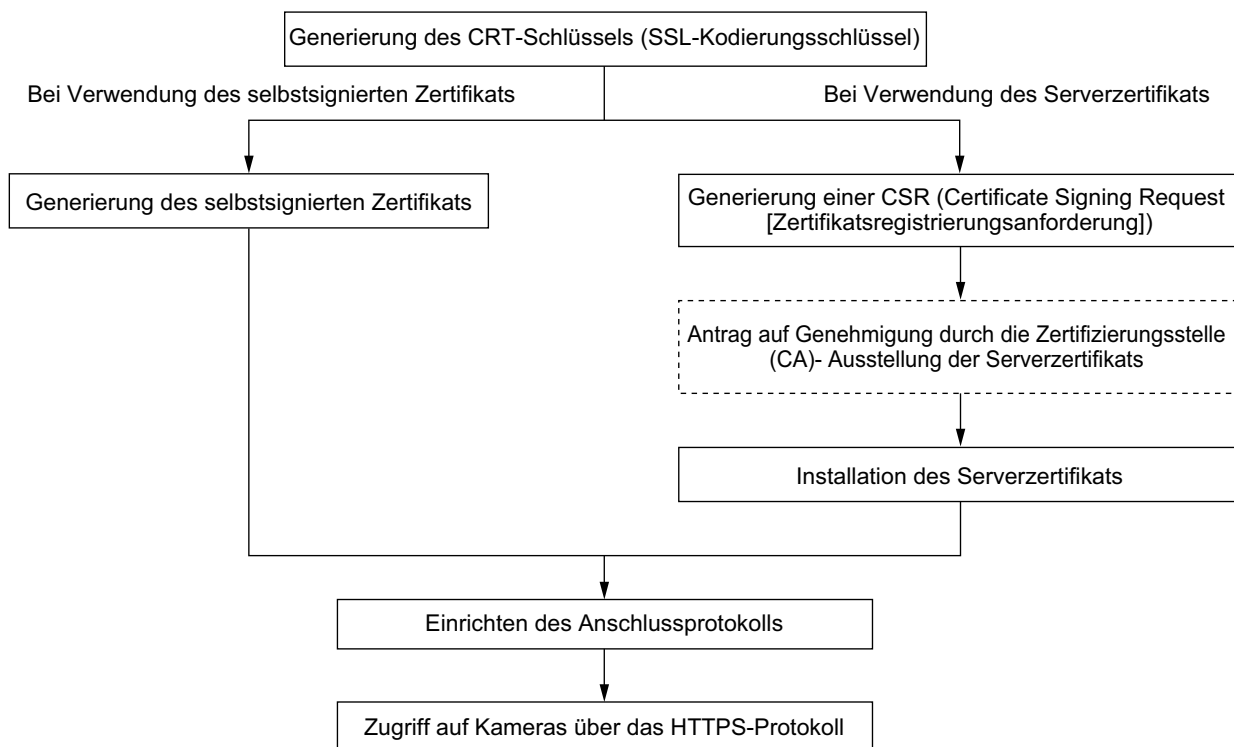 Generierung des CRT-Schlüssels (SSL-Kodierungsschlüssel)
Bei Verwendung des selbstsignierten Zertifikats
Bei Verwendung des Serverzertifikats
Generierung des selbstsignierten Zertifikats
Generierung einer CSR (Certificate Signing Request
[Zertifikatsregistrierungsanforderung])
Antrag auf Genehmigung durch die Zertifizierungsstelle
(CA)- Ausstellung der Serverzertifikats
Installation des Serverzertifikats
Einrichten des Anschlussprotokolls
Zugriff auf Kameras über das HTTPS-Protokoll